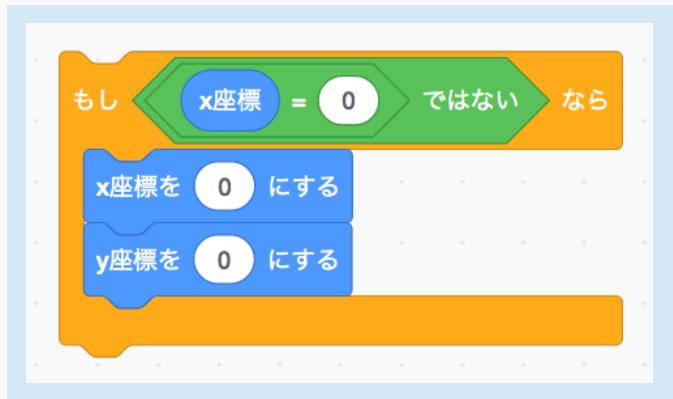 もし x座標 = 0 ではない なら
x座標を 0 にする
y座標を 0 にする